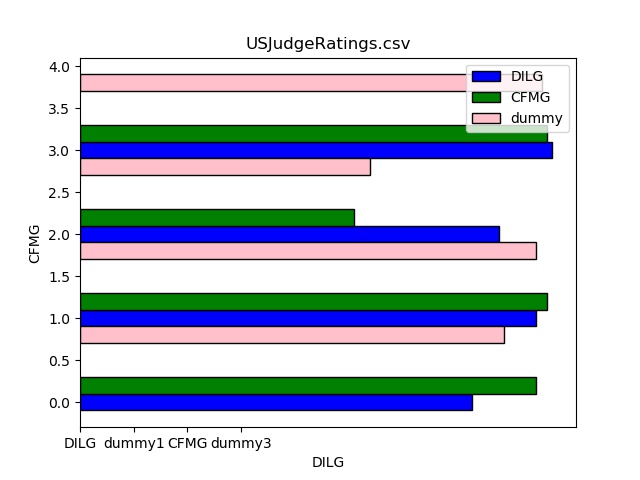 USJudgeRatings.csv
DILG
CFMG
dummy
4.0
3.5
3.0
2.5
2.0
1.5
1.0
0.5
0.0
CFMG
DILG dummy1 CFMG dummy3
DILG